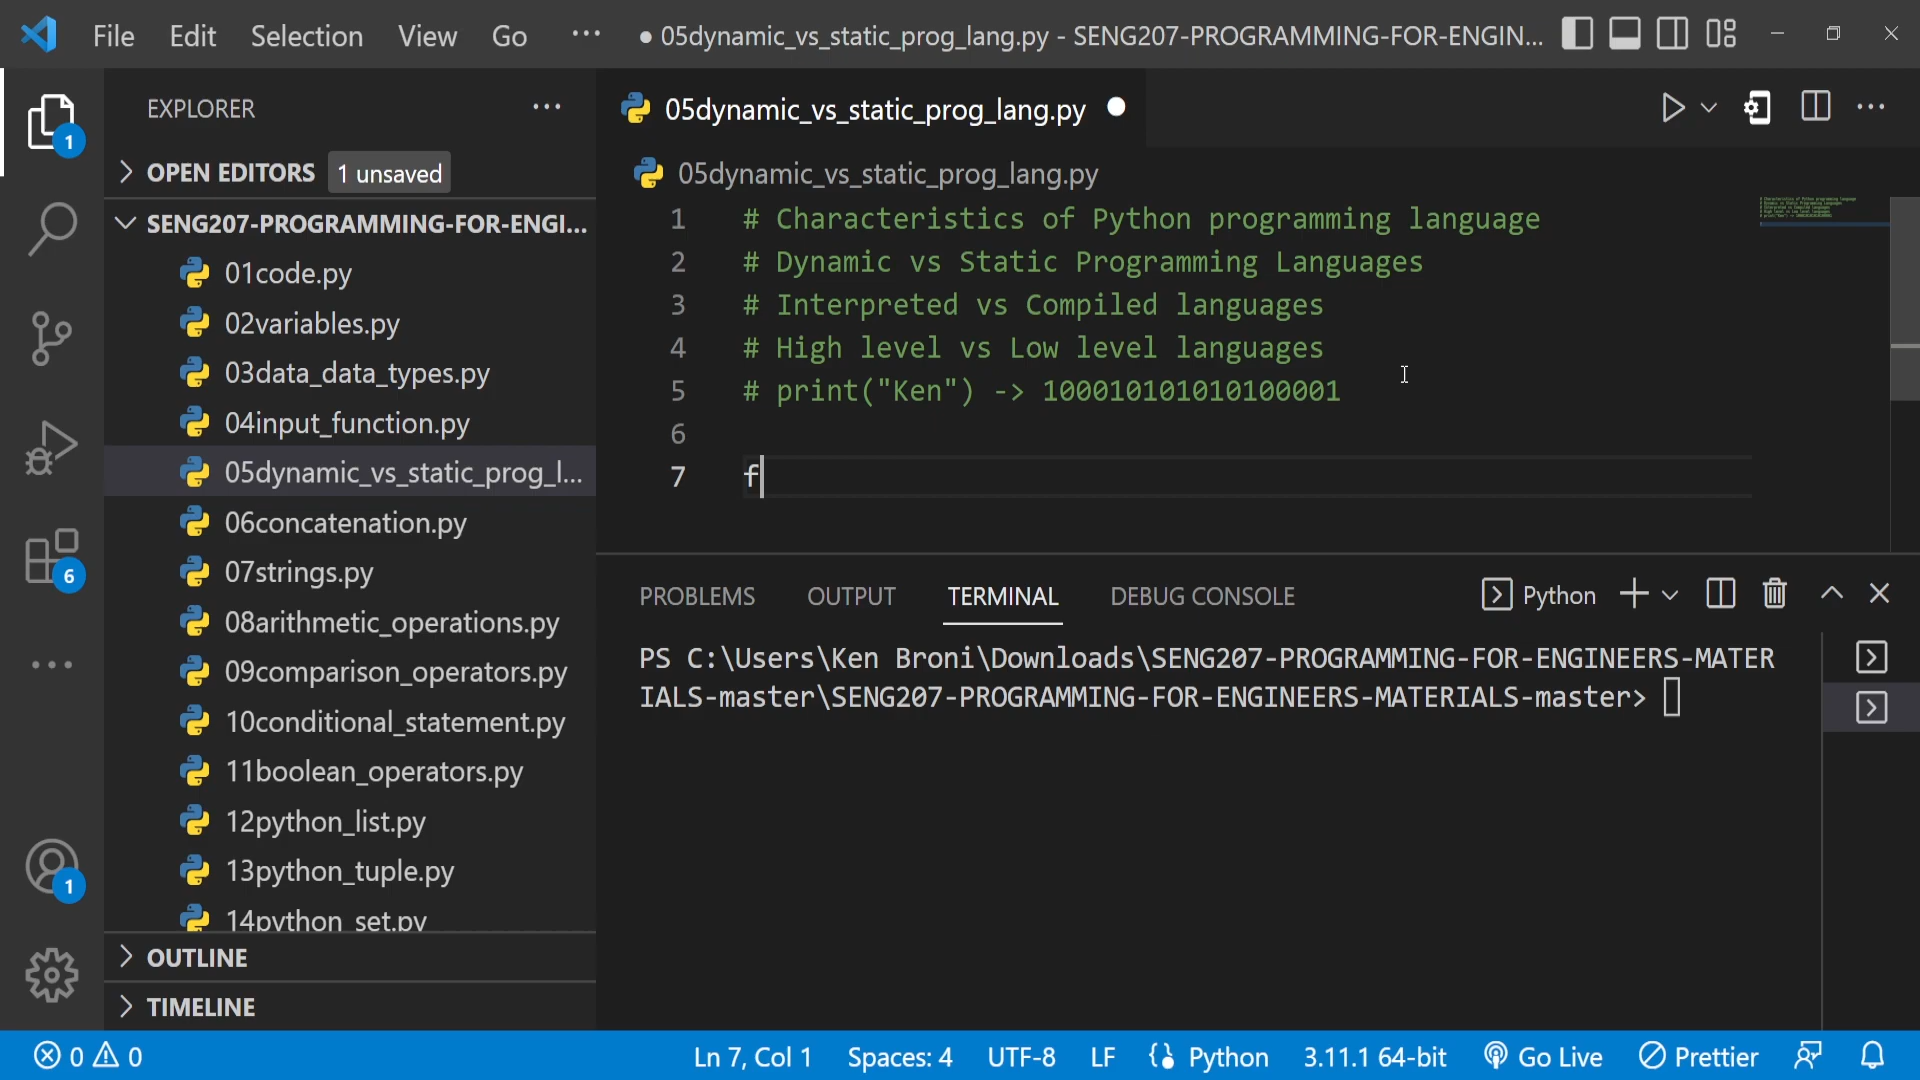 File Edit Selection View Go ··· ● 05dynamic_vs_static_prog_lang.py - SENG207-PROGRAMMING-FOR-ENGIN...
EXPLORER ···
OPEN EDITORS 1 unsaved
SENG207-PROGRAMMING-FOR-ENGI...
01code.py
02variables.py
03data_data_types.py
04input_function.py
05dynamic_vs_static_prog_l...
06concatenation.py
07strings.py
08arithmetic_operations.py
09comparison_operators.py
10conditional_statement.py
11boolean_operators.py
12python_list.py
13python_tuple.py
14python_set.py
OUTLINE
TIMELINE
1
6
1
05dynamic_vs_static_prog_lang.py
05dynamic_vs_static_prog_lang.py
1 # Characteristics of Python programming language
2 # Dynamic vs Static Programming Languages
3 # Interpreted vs Compiled languages
4 # High level vs Low level languages
5 # print("Ken") -> 100010101010100001
6
7 f
PROBLEMS OUTPUT TERMINAL DEBUG CONSOLE Python
PS C:\Users\Ken Broni\Downloads\SENG207-PROGRAMMING-FOR-ENGINEERS-MATER
IALS-master\SENG207-PROGRAMMING-FOR-ENGINEERS-MATERIALS-master>
0 0 Ln 7, Col 1 Spaces: 4 UTF-8 LF Python 3.11.1 64-bit Go Live Prettier